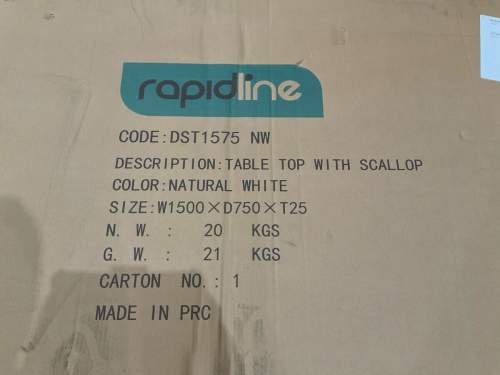 rapidline
CODE:DST1575 NW
DESCRIPTION:TABLE TOP WITH SCALLOP
COLOR:NATURAL WHITE
SIZE:W1500×D750×T25
N. W. : 20 KGS
G. W. : 21 KGS
CARTON NO.: 1
MADE IN PRC